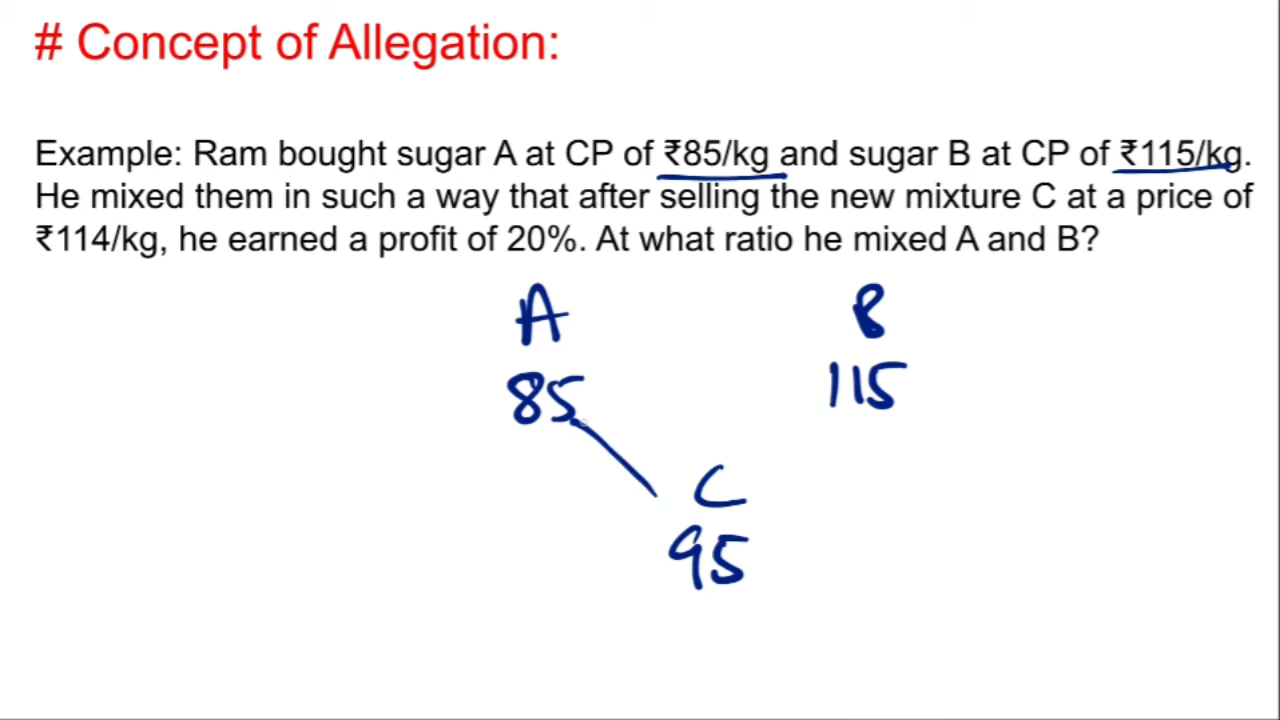 # Concept of Allegation:
Example: Ram bought sugar A at CP of ₹85/kg and sugar B at CP of ₹115/kg.
He mixed them in such a way that after selling the new mixture C at a price of
₹114/kg, he earned a profit of 20%. At what ratio he mixed A and B?
A B
85 115
C
95